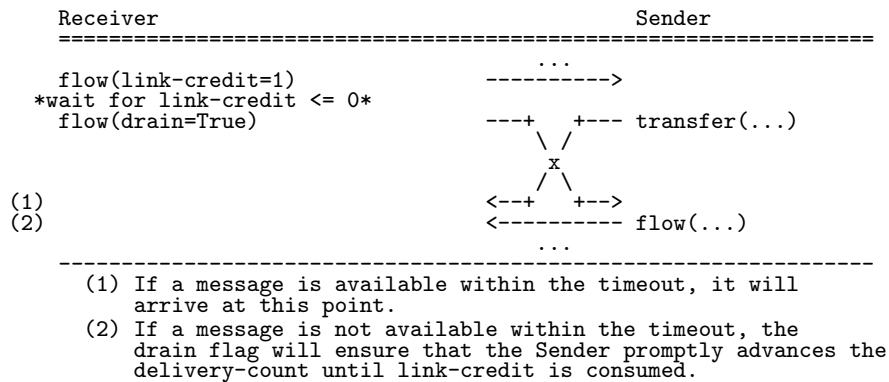 Receiver                                              Sender
=================================================================
                                      ...
flow(link-credit=1)               ---------->
*wait for link-credit <= 0*
flow(drain=True)                  ---+   +--- transfer(...)
                                      \ /
                                       x
                                      / \
(1)                               <--+   +-->
(2)                               <---------- flow(...)
                                      ...
-----------------------------------------------------------------
(1) If a message is available within the timeout, it will
arrive at this point.
(2) If a message is not available within the timeout, the
drain flag will ensure that the Sender promptly advances the
delivery-count until link-credit is consumed.